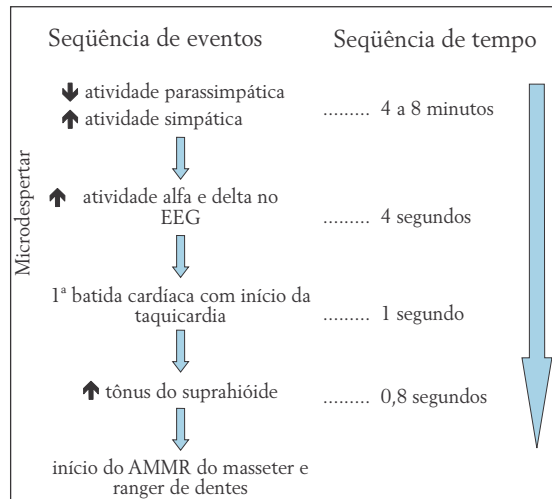 Seqüência de eventos
Seqüência de tempo
atividade parassimpática
atividade simpática
......... 4 a 8 minutos
Microdespertar
atividade alfa e delta no
EEG
......... 4 segundos
1ª batida cardíaca com início da
taquicardia
......... 1 segundo
tônus do suprahióide
......... 0,8 segundos
início do AMMR do masseter e
ranger de dentes